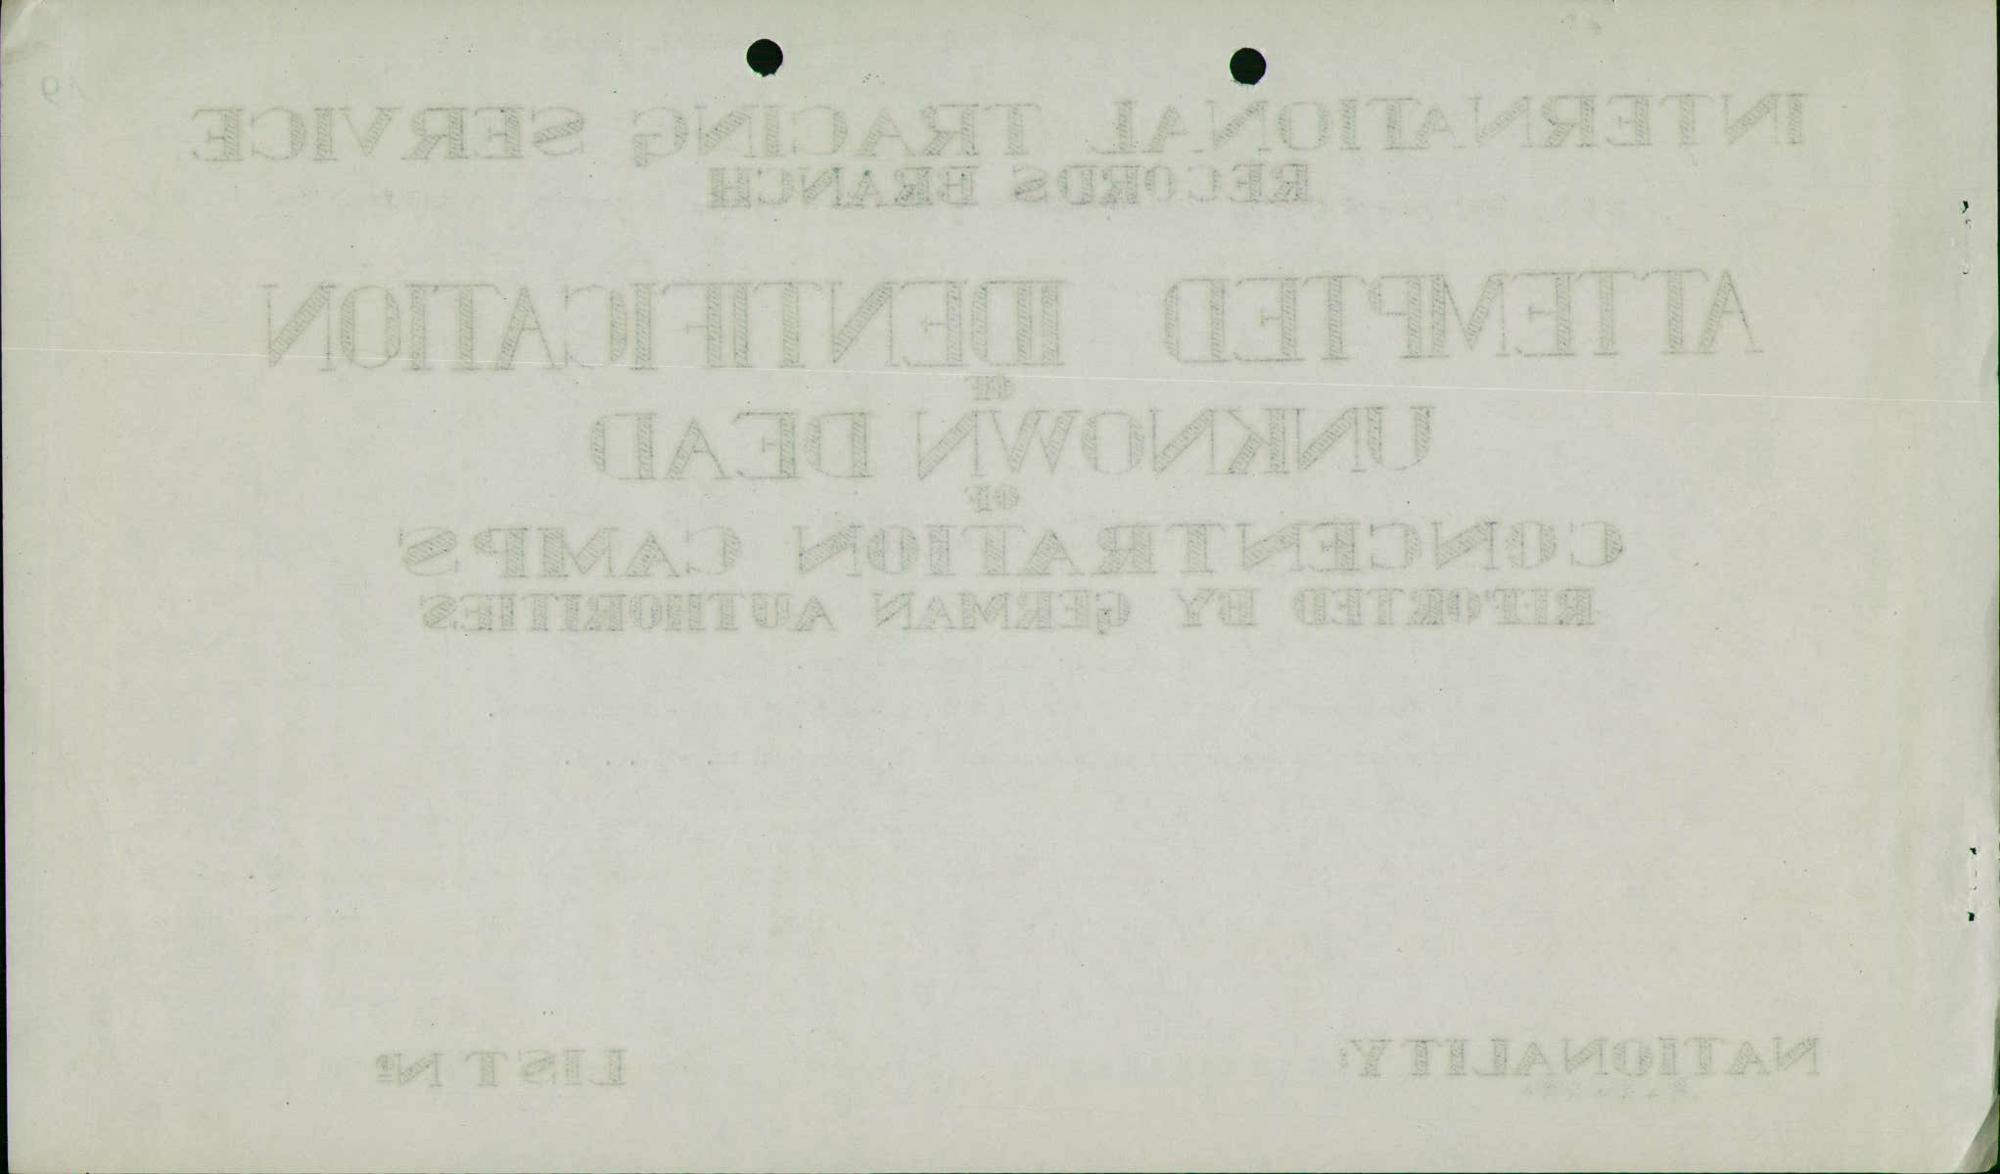 INTERNATIONAL TRACING SERVICE
RECORDS BRANCH
ATTEMPTED IDENTIFICATION
OF
UNKNOWN DEAD
OF
CONCENTRATION CAMPS
REPORTED BY GERMAN AUTHORITIES
NATIONALITY: LIST Nº